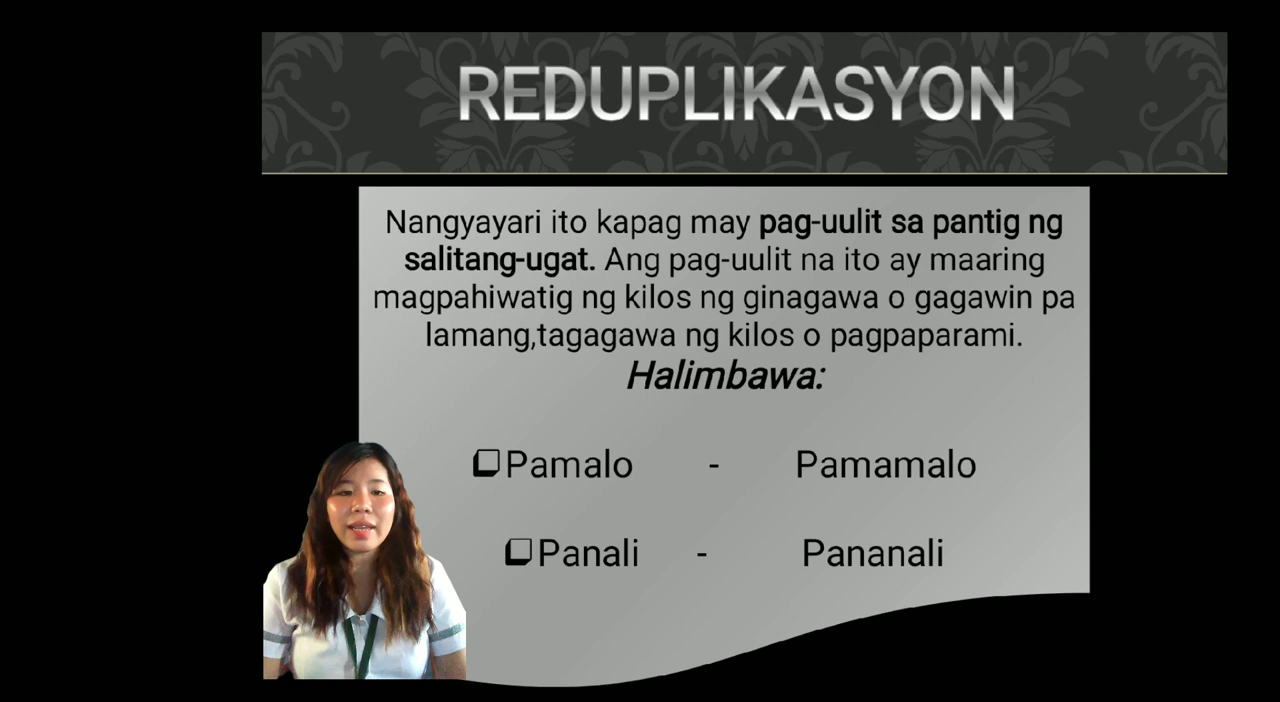 REDUPLIKASYON
Nangyayari ito kapag may pag-uulit sa pantig ng
salitang-ugat. Ang pag-uulit na ito ay maaring
magpahiwatig ng kilos ng ginagawa o gagawin pa
lamang,tagagawa ng kilos o pagpaparami.
Halimbawa:
Pamalo - Pamamalo
Panali - Pananali